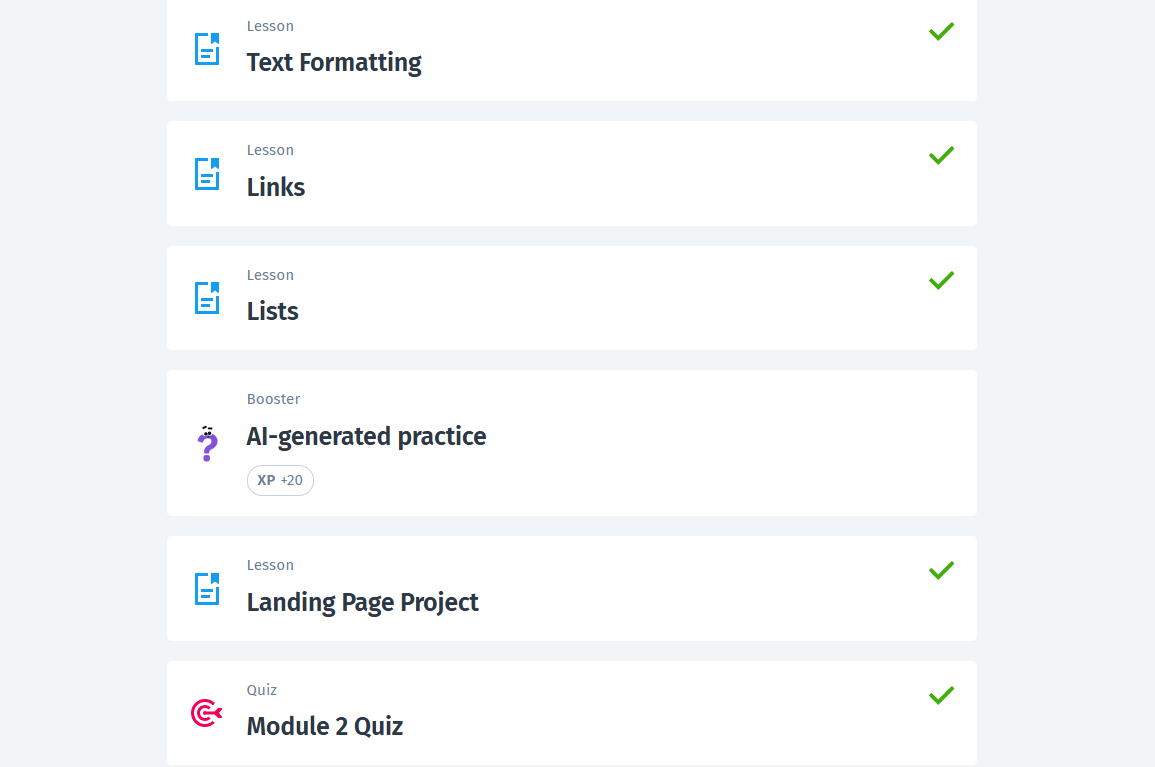 Lesson
Text Formatting
Lesson
Links
Lesson
Lists
Booster
AI-generated practice
XP +20
Lesson
Landing Page Project
Quiz
Module 2 Quiz